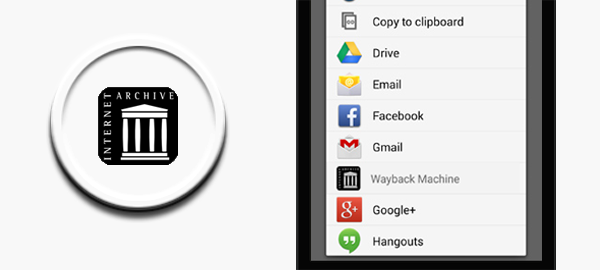 INTERNET
ARCHIVE
Copy to clipboard
Drive
Email
Facebook
Gmail
Wayback Machine
Google+
Hangouts